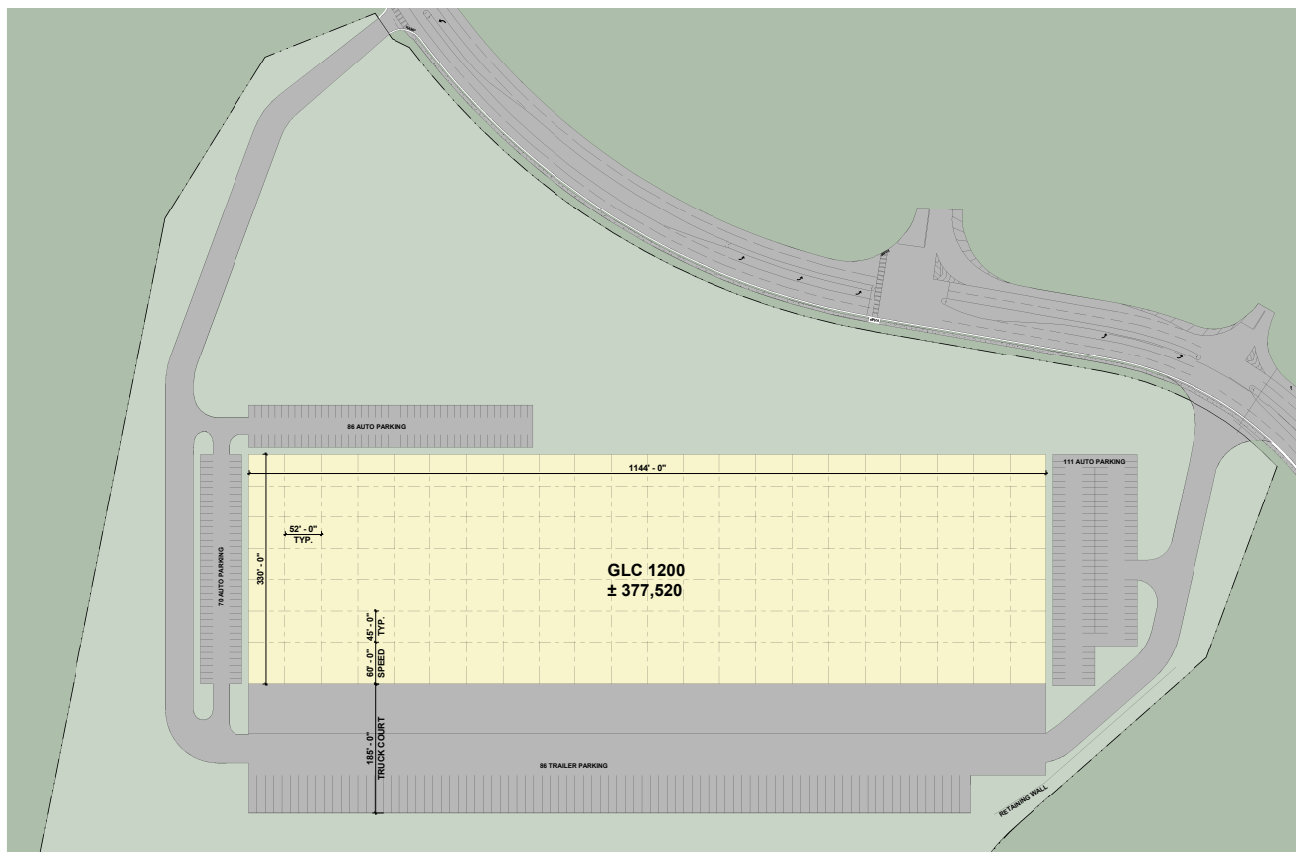 86 AUTO PARKING
111 AUTO PARKING
1144' - 0"
52' - 0"
TYP.
330' - 0"
70 AUTO PARKING
GLC 1200
± 377,520
45' - 0"
TYP.
60' - 0"
SPEED
185' - 0"
TRUCK COURT
86 TRAILER PARKING
RETAINING WALL